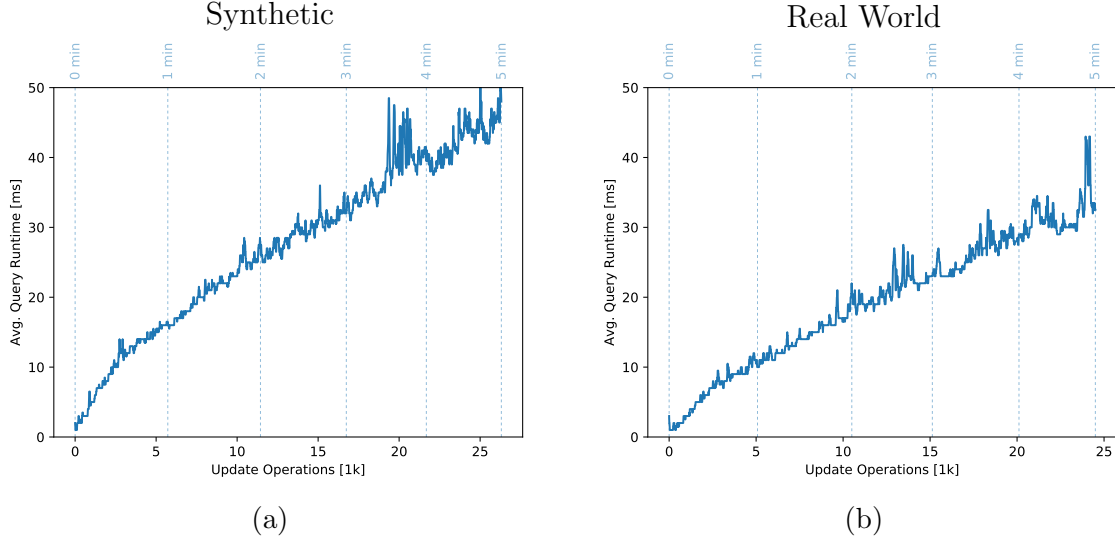 Synthetic
0 min
1 min
2 min
3 min
4 min
5 min
50
40
30
20
10
0
Avg. Query Runtime [ms]
0
5
10
15
20
25
Update Operations [1k]
(a)
Real World
0 min
1 min
2 min
3 min
4 min
5 min
50
40
30
20
10
0
Avg. Query Runtime [ms]
0
5
10
15
20
25
Update Operations [1k]
(b)